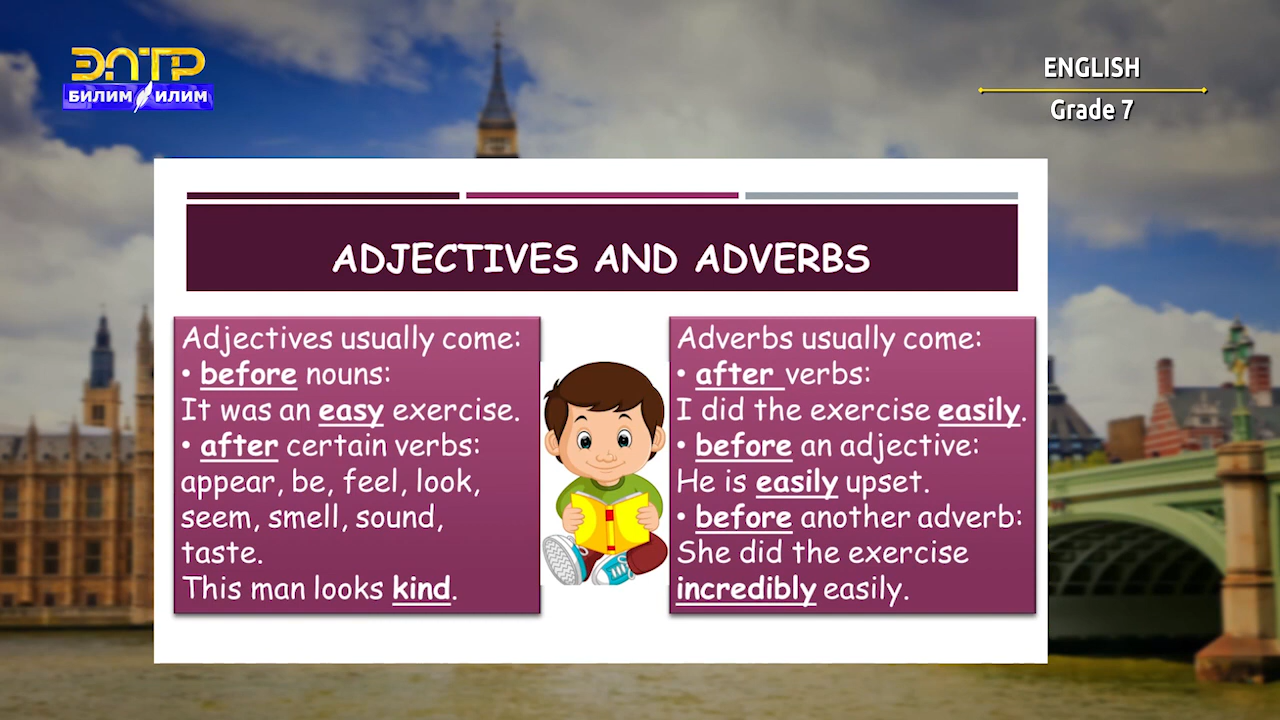 ЭЛТР
БИЛИМ ИЛИМ
ENGLISH
Grade 7
ADJECTIVES AND ADVERBS
Adjectives usually come:
• before nouns:
It was an easy exercise.
• after certain verbs:
appear, be, feel, look,
seem, smell, sound,
taste.
This man looks kind.
Adverbs usually come:
• after verbs:
I did the exercise easily.
• before an adjective:
He is easily upset.
• before another adverb:
She did the exercise
incredibly easily.